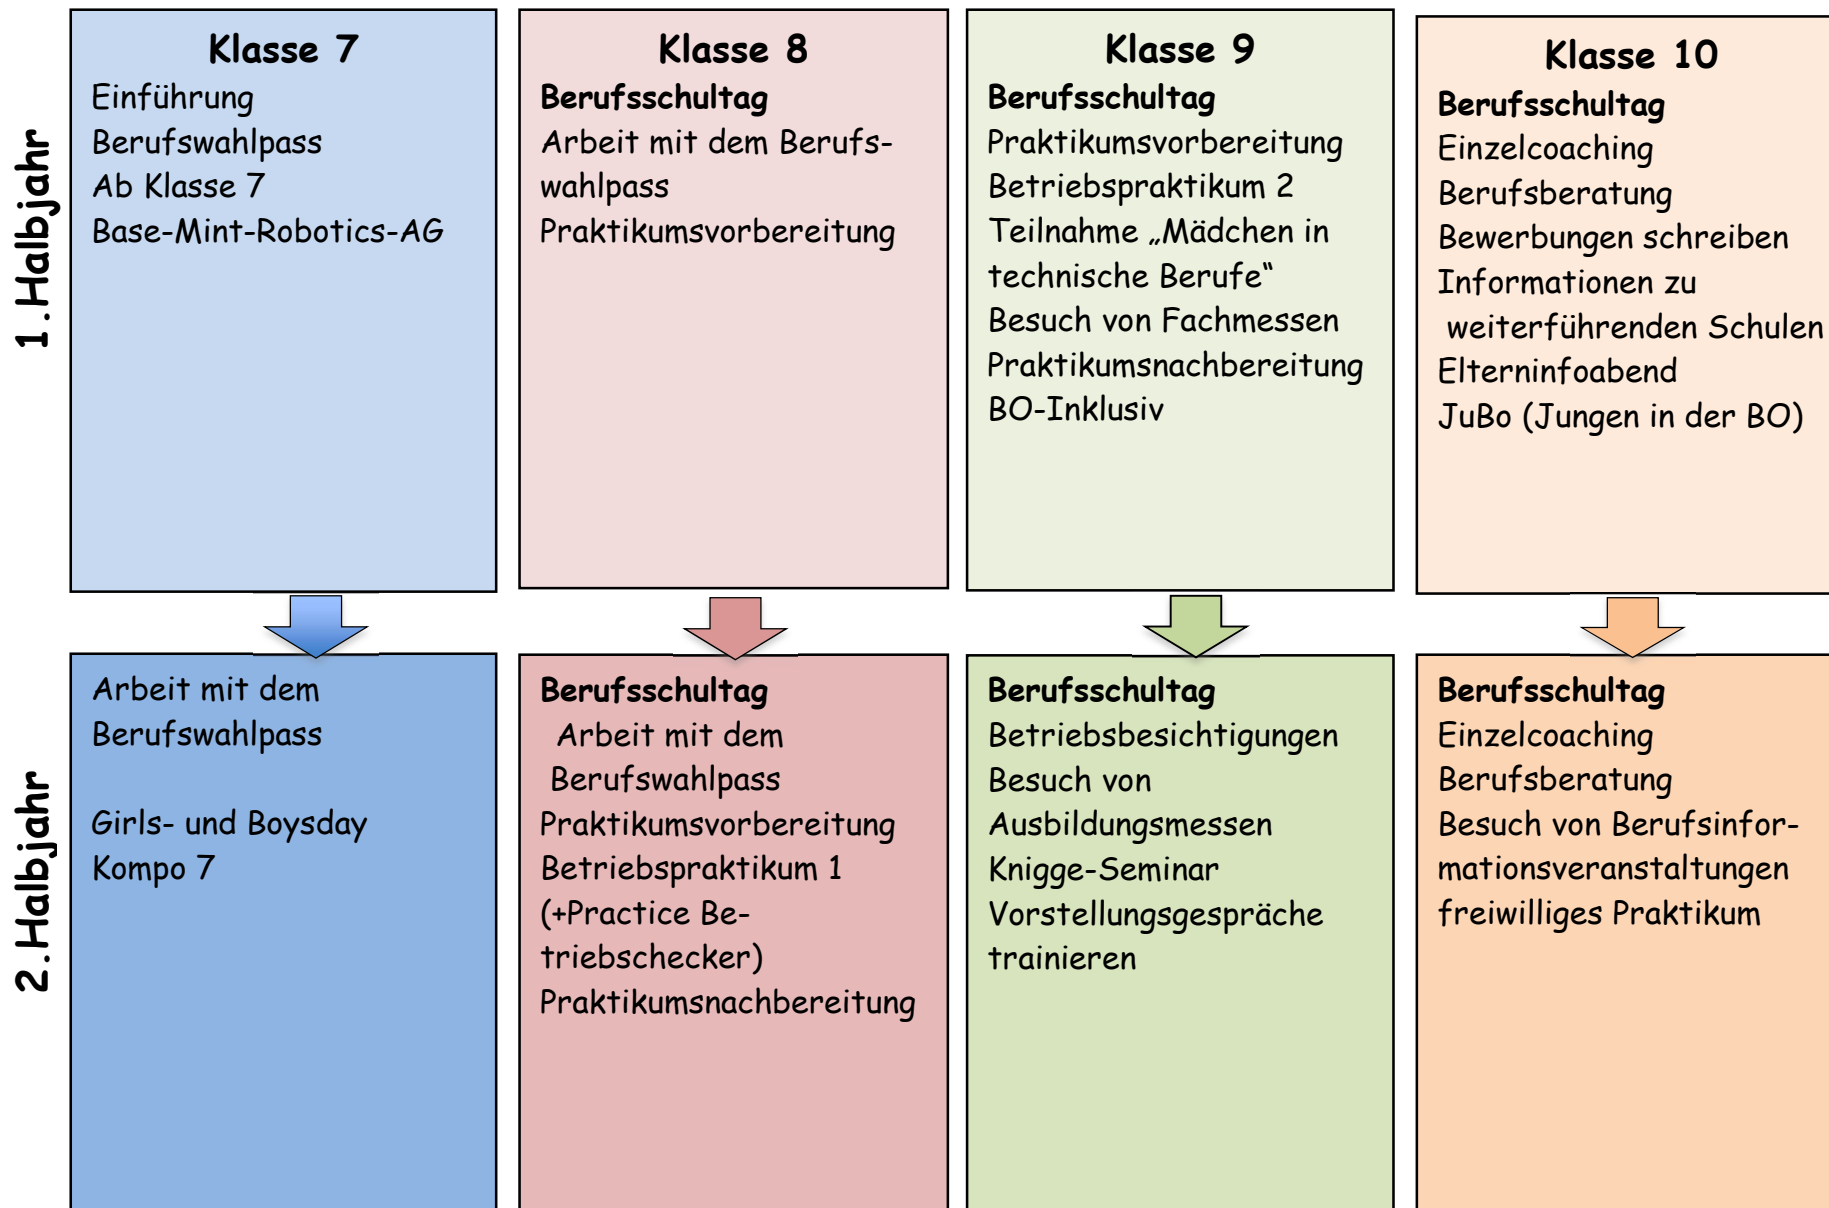 1.Halbjahr
Klasse 7
Einführung
Berufswahlpass
Ab Klasse 7
Base-Mint-Robotics-AG
Klasse 8
Berufsschultag
Arbeit mit dem Berufs-
wahlpass
Praktikumsvorbereitung
Klasse 9
Berufsschultag
Praktikumsvorbereitung
Betriebspraktikum 2
Teilnahme „Mädchen in
technische Berufe“
Besuch von Fachmessen
Praktikumsnachbereitung
BO-Inklusiv
Klasse 10
Berufsschultag
Einzelcoaching
Berufsberatung
Bewerbungen schreiben
Informationen zu
weiterführenden Schulen
Elterninfoabend
JuBo (Jungen in der BO)
2.Halbjahr
Arbeit mit dem
Berufswahlpass
Girls- und Boysday
Kompo 7
Berufsschultag
Arbeit mit dem
Berufswahlpass
Praktikumsvorbereitung
Betriebspraktikum 1
(+Practice Be-
triebschecker)
Praktikumsnachbereitung
Berufsschultag
Betriebsbesichtigungen
Besuch von
Ausbildungsmessen
Knigge-Seminar
Vorstellungsgespräche
trainieren
Berufsschultag
Einzelcoaching
Berufsberatung
Besuch von Berufsinfor-
mationsveranstaltungen
freiwilliges Praktikum